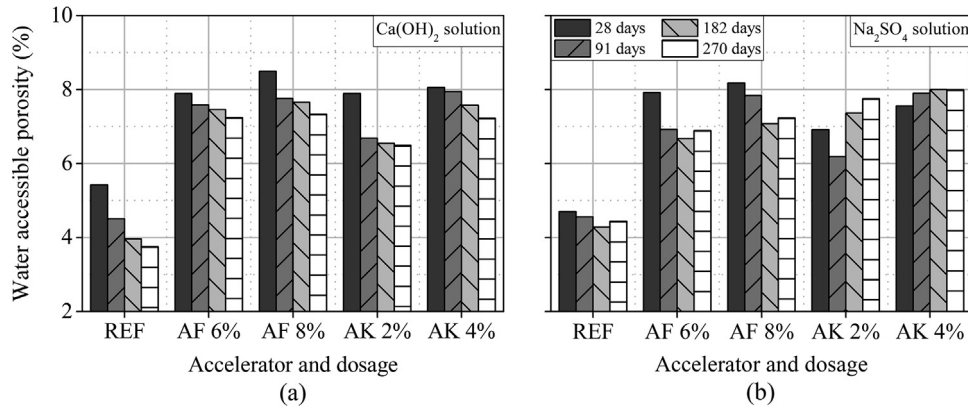 Water accessible porosity (%)
10
8
6
4
2
Ca(OH)2 solution
REF AF 6% AF 8% AK 2% AK 4%
Accelerator and dosage
(a)
28 days 182 days
91 days 270 days
Na2SO4 solution
REF AF 6% AF 8% AK 2% AK 4%
Accelerator and dosage
(b)